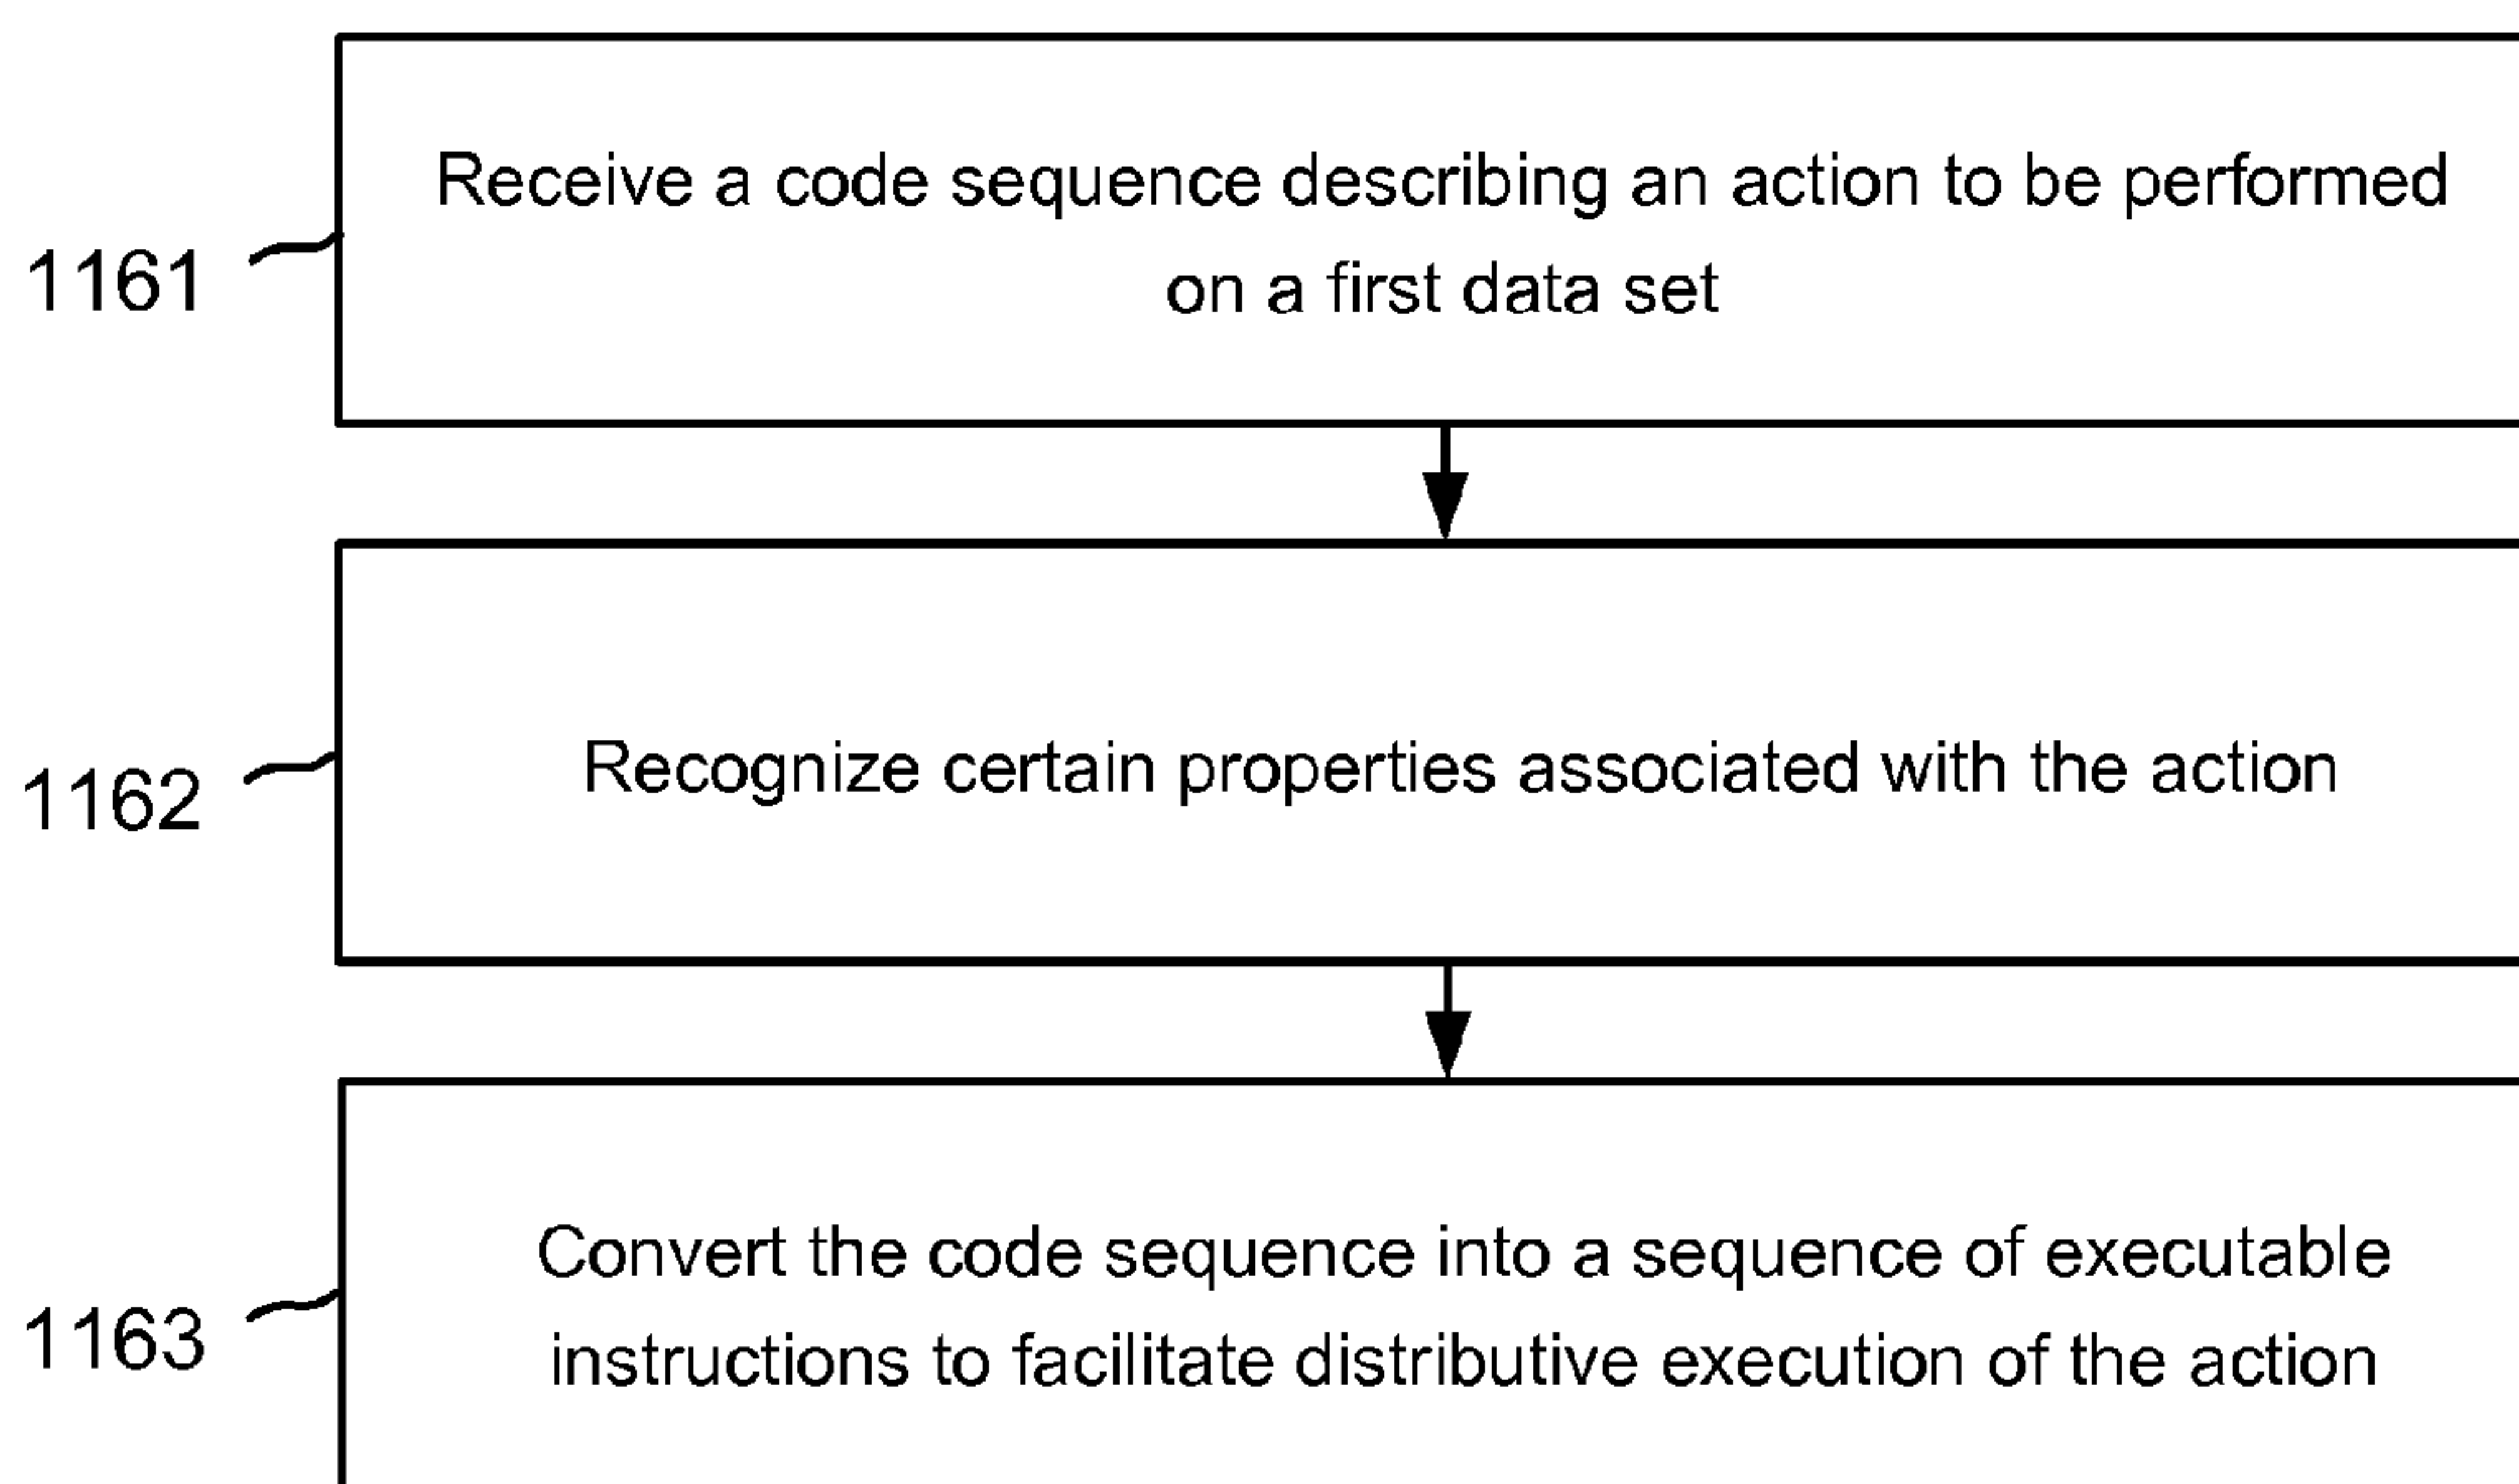 Receive a code sequence describing an action to be performed
on a first data set
1161
Recognize certain properties associated with the action
1162
Convert the code sequence into a sequence of executable
instructions to facilitate distributive execution of the action
1163